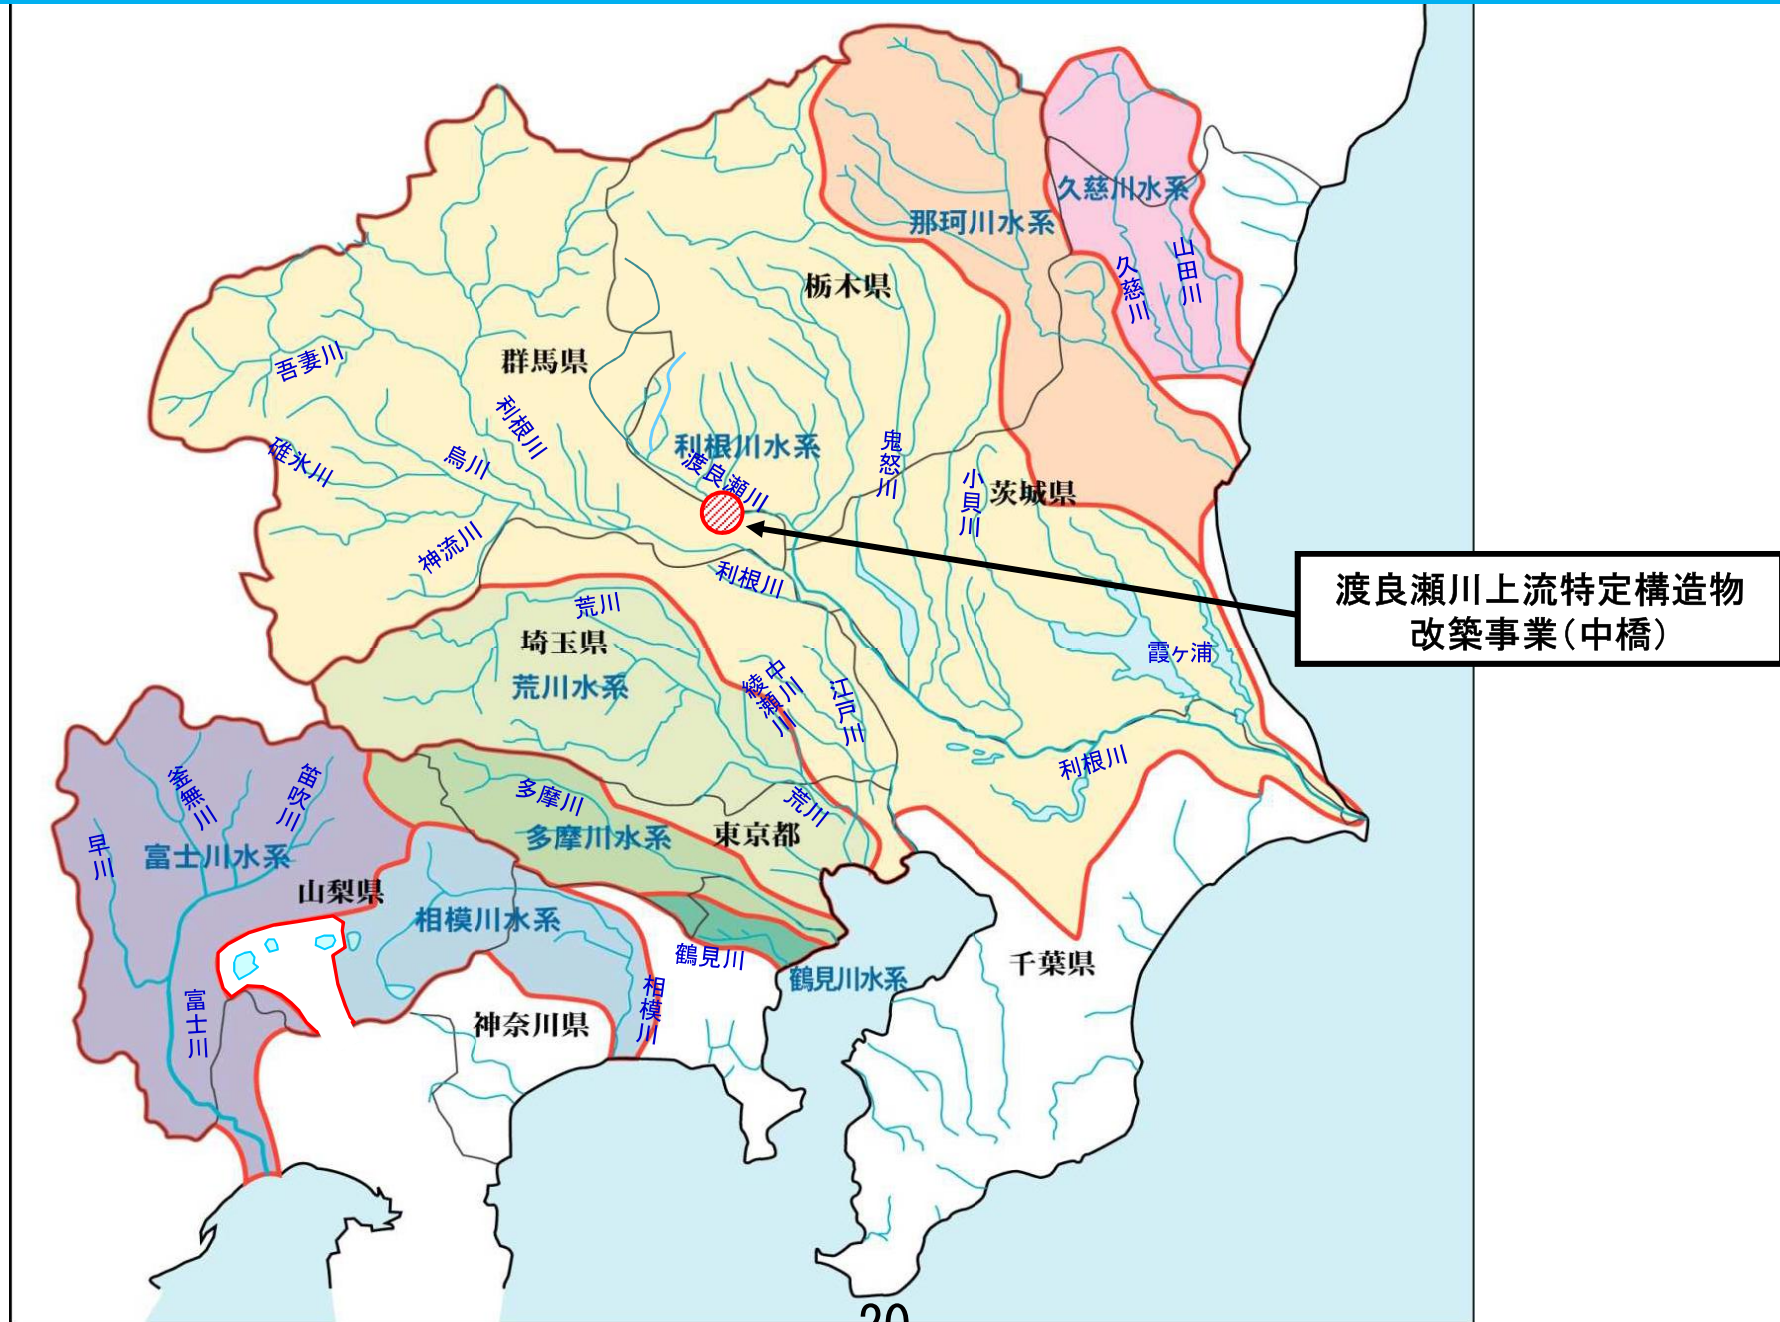 久慈川水系
那珂川水系
山田川
久慈川
栃木県
吾妻川
群馬県
利根川
利根川水系
鬼怒川
碓氷川
烏川
渡良瀬川
小貝川
茨城県
神流川
利根川
渡良瀬川上流特定構造物
改築事業(中橋)
荒川
埼玉県
荒川水系
霞ヶ浦
中川
綾瀬川
江戸川
利根川
釜無川
笛吹川
多摩川
荒川
早川
富士川水系
多摩川水系
東京都
山梨県
相模川水系
鶴見川
鶴見川水系
千葉県
富士川
相模川
神奈川県
20